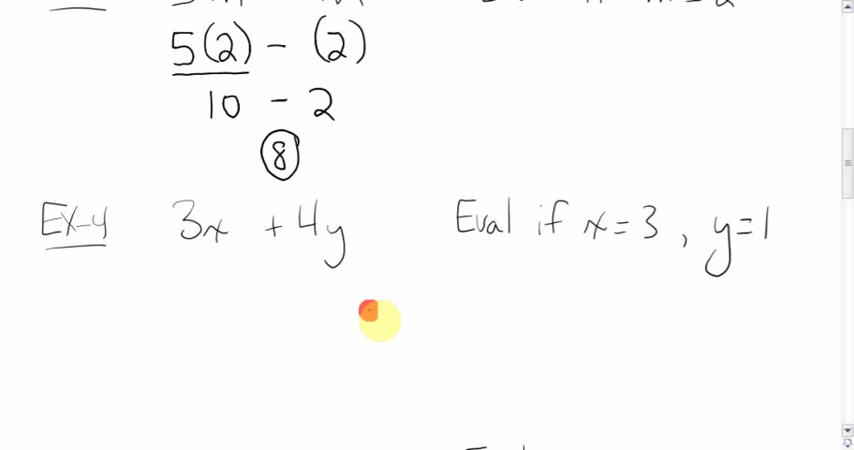 5(2) - (2)
10 - 2
8
Ex-4 3x + 4y Eval if x=3, y=1